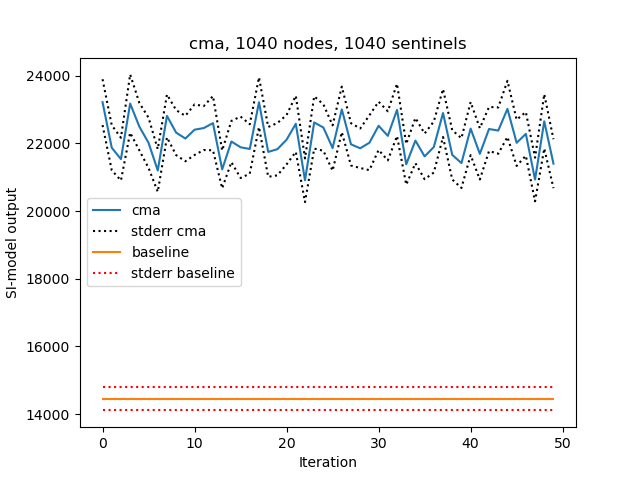 cma, 1040 nodes, 1040 sentinels
SI-model output
24000
22000
20000
18000
16000
14000
cma
stderr cma
baseline
stderr baseline
0 10 20 30 40 50
Iteration